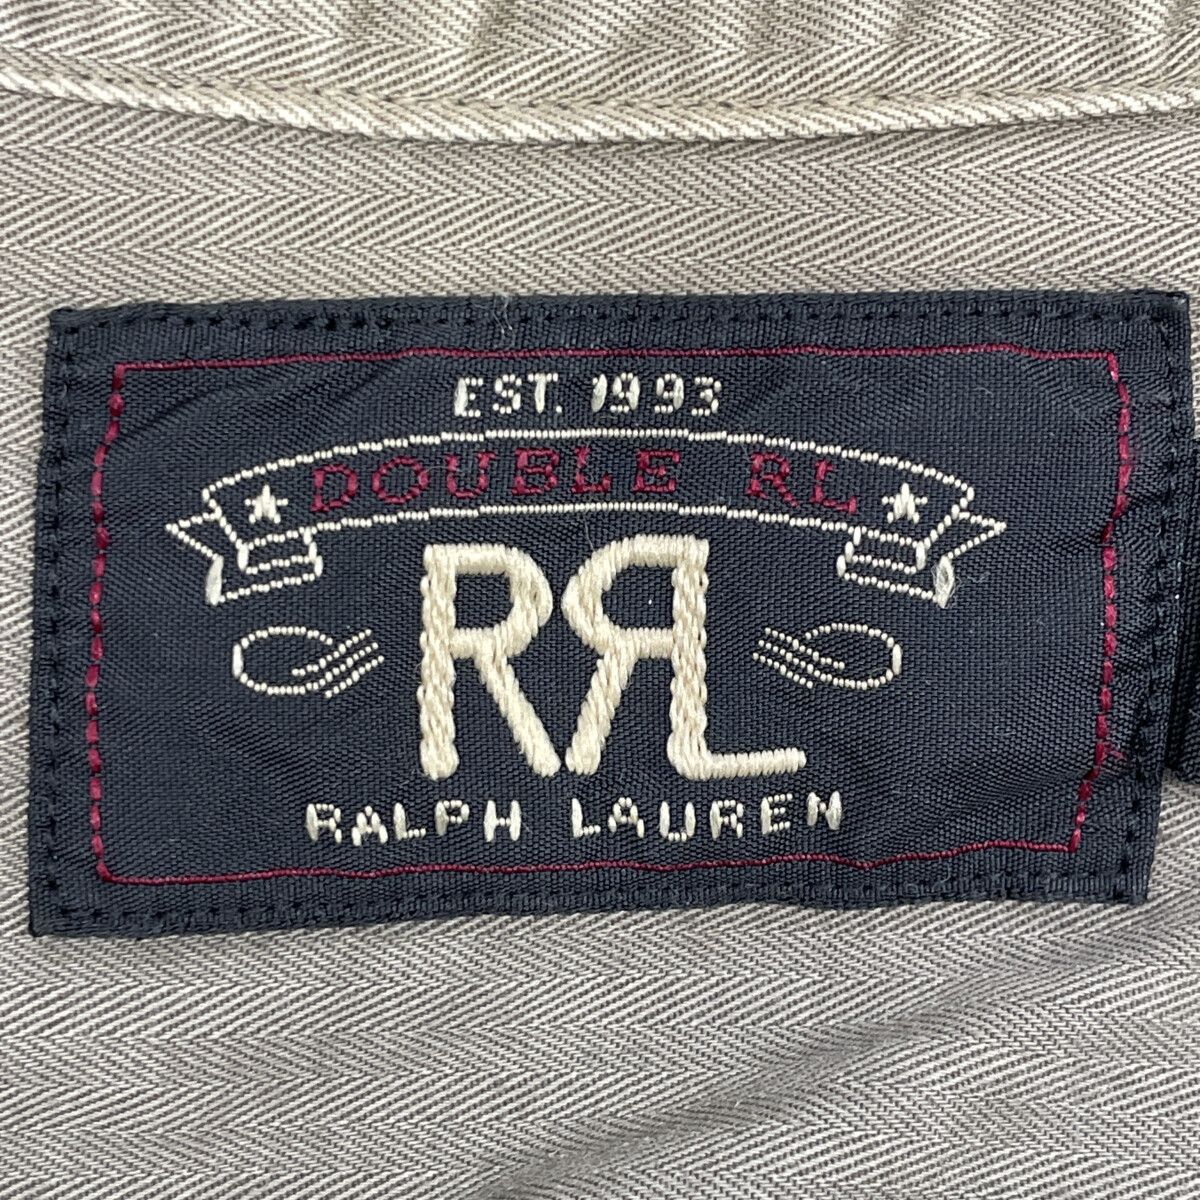 EST. 1993
DOUBLE RL
RRL
RALPH LAUREN